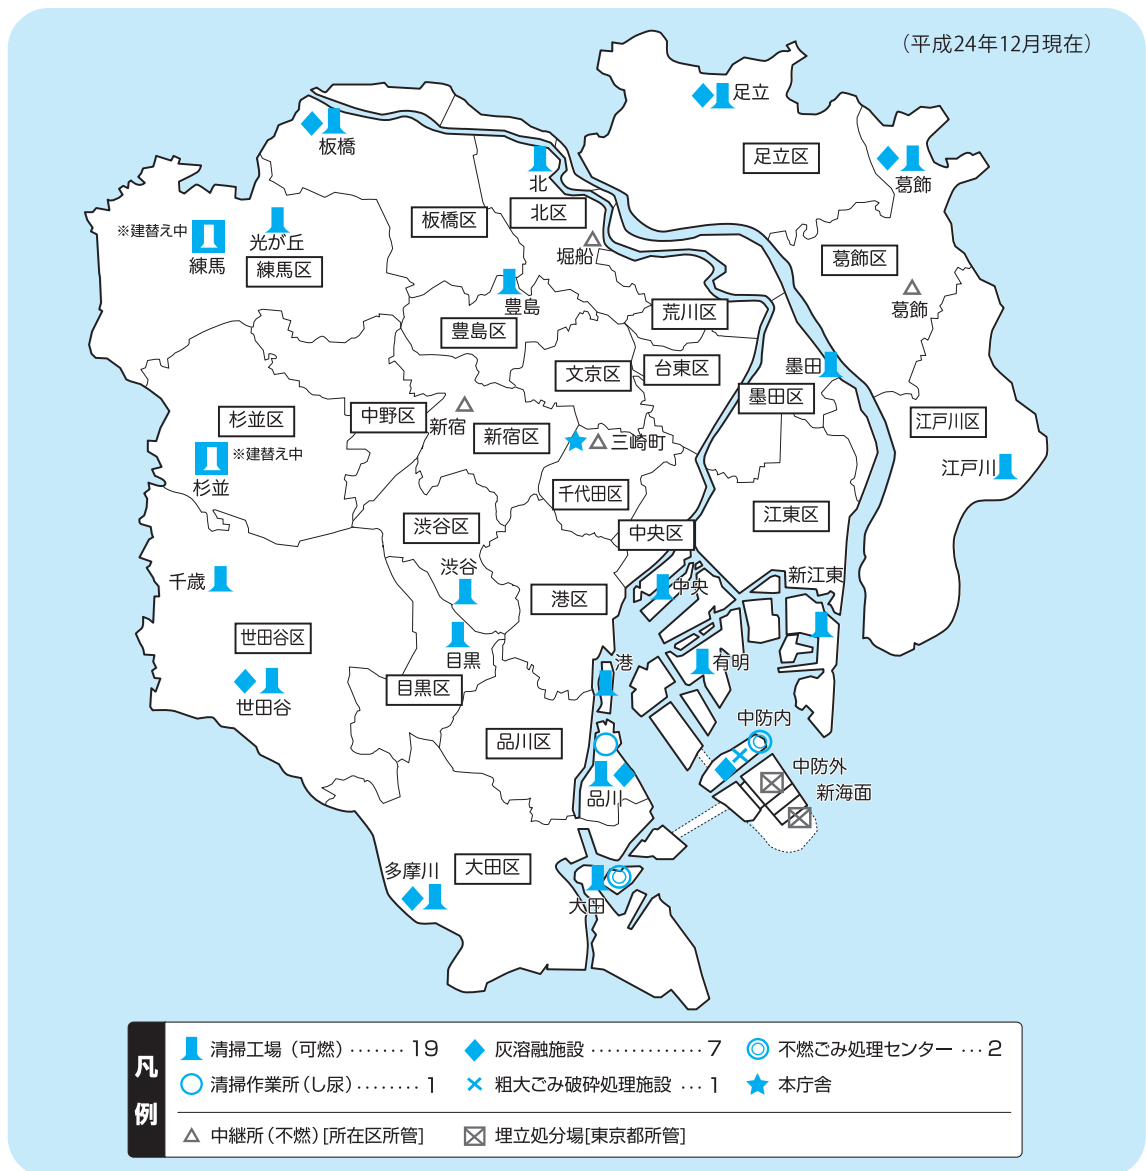 (平成24年12月現在)
足立
板橋
足立区
北
葛飾
板橋区
北区
※建替え中
光が丘
練馬
練馬区
堀船
葛飾区
豊島
葛飾
荒川区
豊島区
文京区
台東区
墨田
墨田区
杉並区
中野区
新宿
新宿区
江戸川区
三崎町
※建替え中
江戸川
杉並
千代田区
江東区
渋谷区
中央区
渋谷
新江東
千歳
中央
港区
世田谷区
目黒
港
有明
目黒区
世田谷
中防内
品川区
中防外
新海面
品川
多摩川
大田区
大田
凡例
清掃工場(可燃)・・・・・・・19
灰溶融施設・・・・・・・・・・・・・・7
不燃ごみ処理センター・・・2
清掃作業所(し尿)・・・・・・・・1
粗大ごみ破砕処理施設・・・1
本庁舎
中継所(不燃)[所在区所管]
埋立処分場[東京都所管]